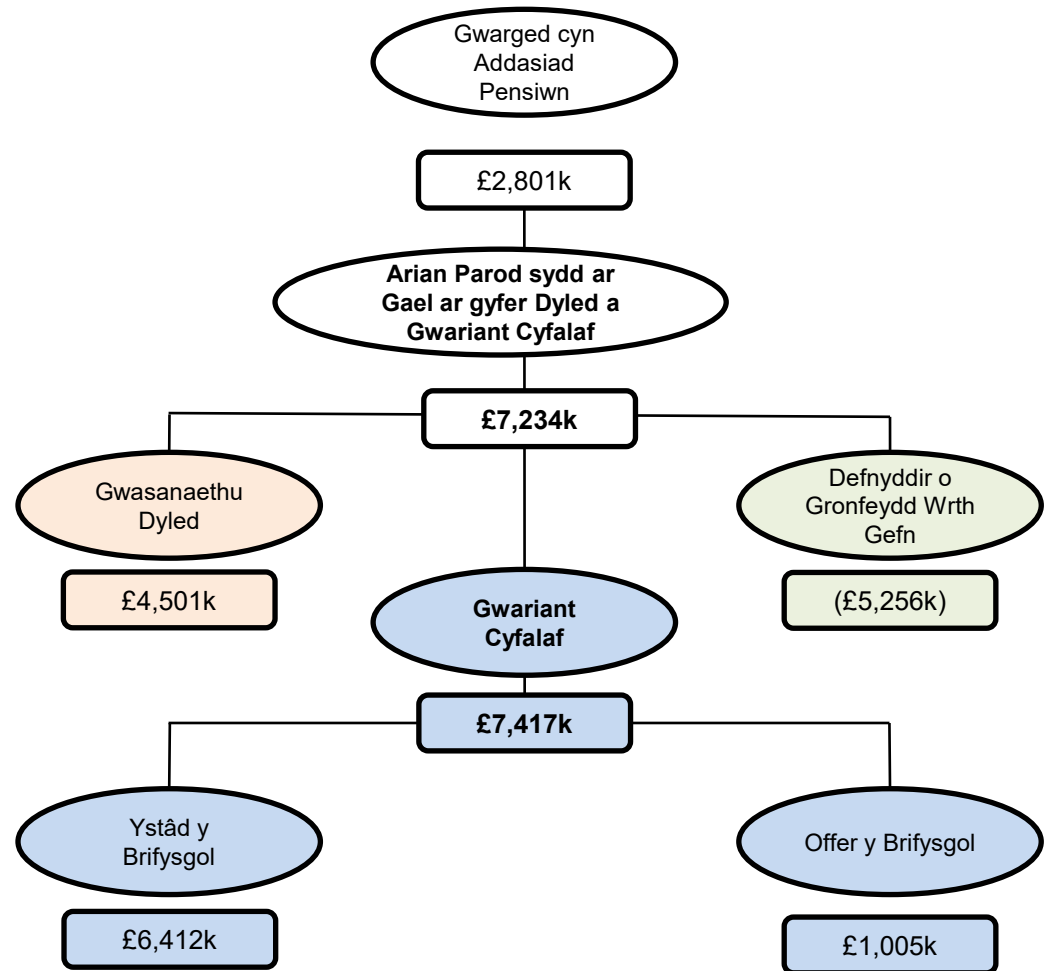 Gwarged cyn
Addasiad
Pensiwn
£2,801k
Arian Parod sydd ar
Gael ar gyfer Dyled a
Gwariant Cyfalaf
£7,234k
Gwasanaethu
Dyled
£4,501k
Defnyddir o
Gronfeydd Wrth
Gefn
(£5,256k)
Gwariant
Cyfalaf
£7,417k
Ystâd y
Brifysgol
£6,412k
Offer y Brifysgol
£1,005k